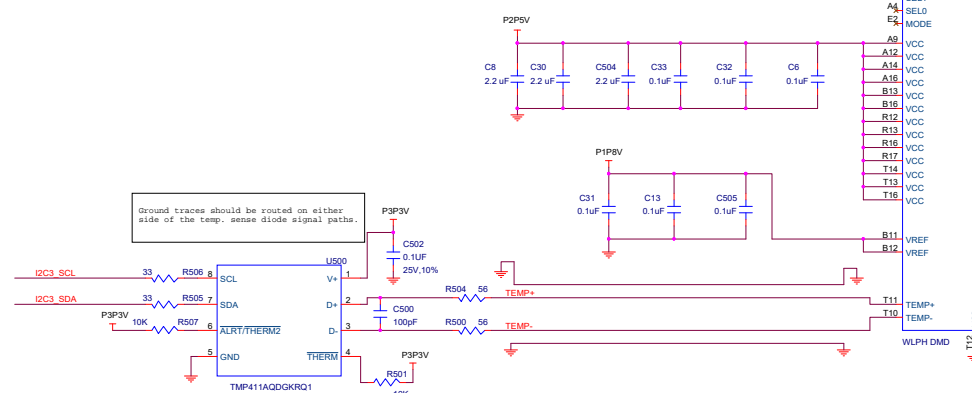 A4
SEL0
E2
MODE
P2P5V
A9
VCC
A12
VCC
C8
C30
C504
C33
C32
C6
A14
VCC
2.2 uF
2.2 uF
2.2 uF
0.1uF
0.1uF
0.1uF
A16
VCC
B13
VCC
B16
VCC
R12
VCC
R13
VCC
R16
VCC
P1P8V
R17
VCC
T14
VCC
T13
VCC
C31
C13
C505
T16
VCC
0.1uF
0.1uF
0.1uF
Ground traces should be routed on either
side of the temp. sense diode signal paths.
P3P3V
B11
VREF
B12
VREF
C502
0.1UF
25V,10%
U500
I2C3_SCL
33
R506
8
SCL
V+
1
I2C3_SDA
33
R505
7
SDA
D+
2
R504
56
TEMP+
T11
TEMP+
C500
100pF
P3P3V
10K
R507
6
ALRT/THERM2
D-
3
R500
56
TEMP-
T10
TEMP-
WLPH DMD
T12
5
GND
THERM
4
P3P3V
R501
TMP411AQDGKRQ1